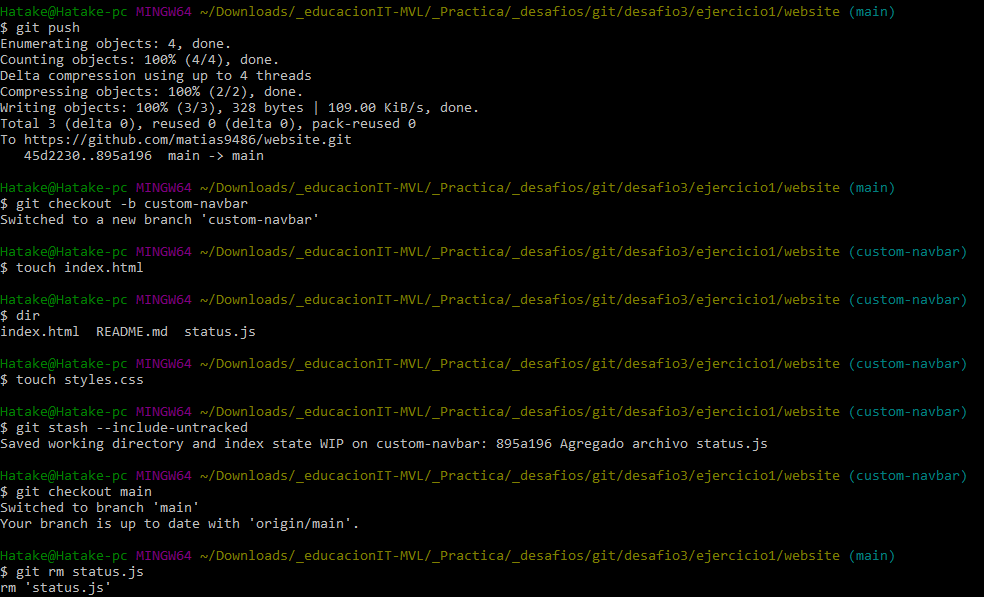 Hatake@Hatake-pc MINGW64 ~/Downloads/_educacionIT-MVL/_Practica/_desafios/git/desafio3/ejercicio1/website (main)
$ git push
Enumerating objects: 4, done.
Counting objects: 100% (4/4), done.
Delta compression using up to 4 threads
Compressing objects: 100% (2/2), done.
Writing objects: 100% (3/3), 328 bytes | 109.00 KiB/s, done.
Total 3 (delta 0), reused 0 (delta 0), pack-reused 0
To https://github.com/matias9486/website.git
   45d2230..895a196  main -> main
Hatake@Hatake-pc MINGW64 ~/Downloads/_educacionIT-MVL/_Practica/_desafios/git/desafio3/ejercicio1/website (main)
$ git checkout -b custom-navbar
Switched to a new branch 'custom-navbar'
Hatake@Hatake-pc MINGW64 ~/Downloads/_educacionIT-MVL/_Practica/_desafios/git/desafio3/ejercicio1/website (custom-navbar)
$ touch index.html
Hatake@Hatake-pc MINGW64 ~/Downloads/_educacionIT-MVL/_Practica/_desafios/git/desafio3/ejercicio1/website (custom-navbar)
$ dir
index.html  README.md  status.js
Hatake@Hatake-pc MINGW64 ~/Downloads/_educacionIT-MVL/_Practica/_desafios/git/desafio3/ejercicio1/website (custom-navbar)
$ touch styles.css
Hatake@Hatake-pc MINGW64 ~/Downloads/_educacionIT-MVL/_Practica/_desafios/git/desafio3/ejercicio1/website (custom-navbar)
$ git stash --include-untracked
Saved working directory and index state WIP on custom-navbar: 895a196 Agregado archivo status.js
Hatake@Hatake-pc MINGW64 ~/Downloads/_educacionIT-MVL/_Practica/_desafios/git/desafio3/ejercicio1/website (custom-navbar)
$ git checkout main
Switched to branch 'main'
Your branch is up to date with 'origin/main'.
Hatake@Hatake-pc MINGW64 ~/Downloads/_educacionIT-MVL/_Practica/_desafios/git/desafio3/ejercicio1/website (main)
$ git rm status.js
rm 'status.js'